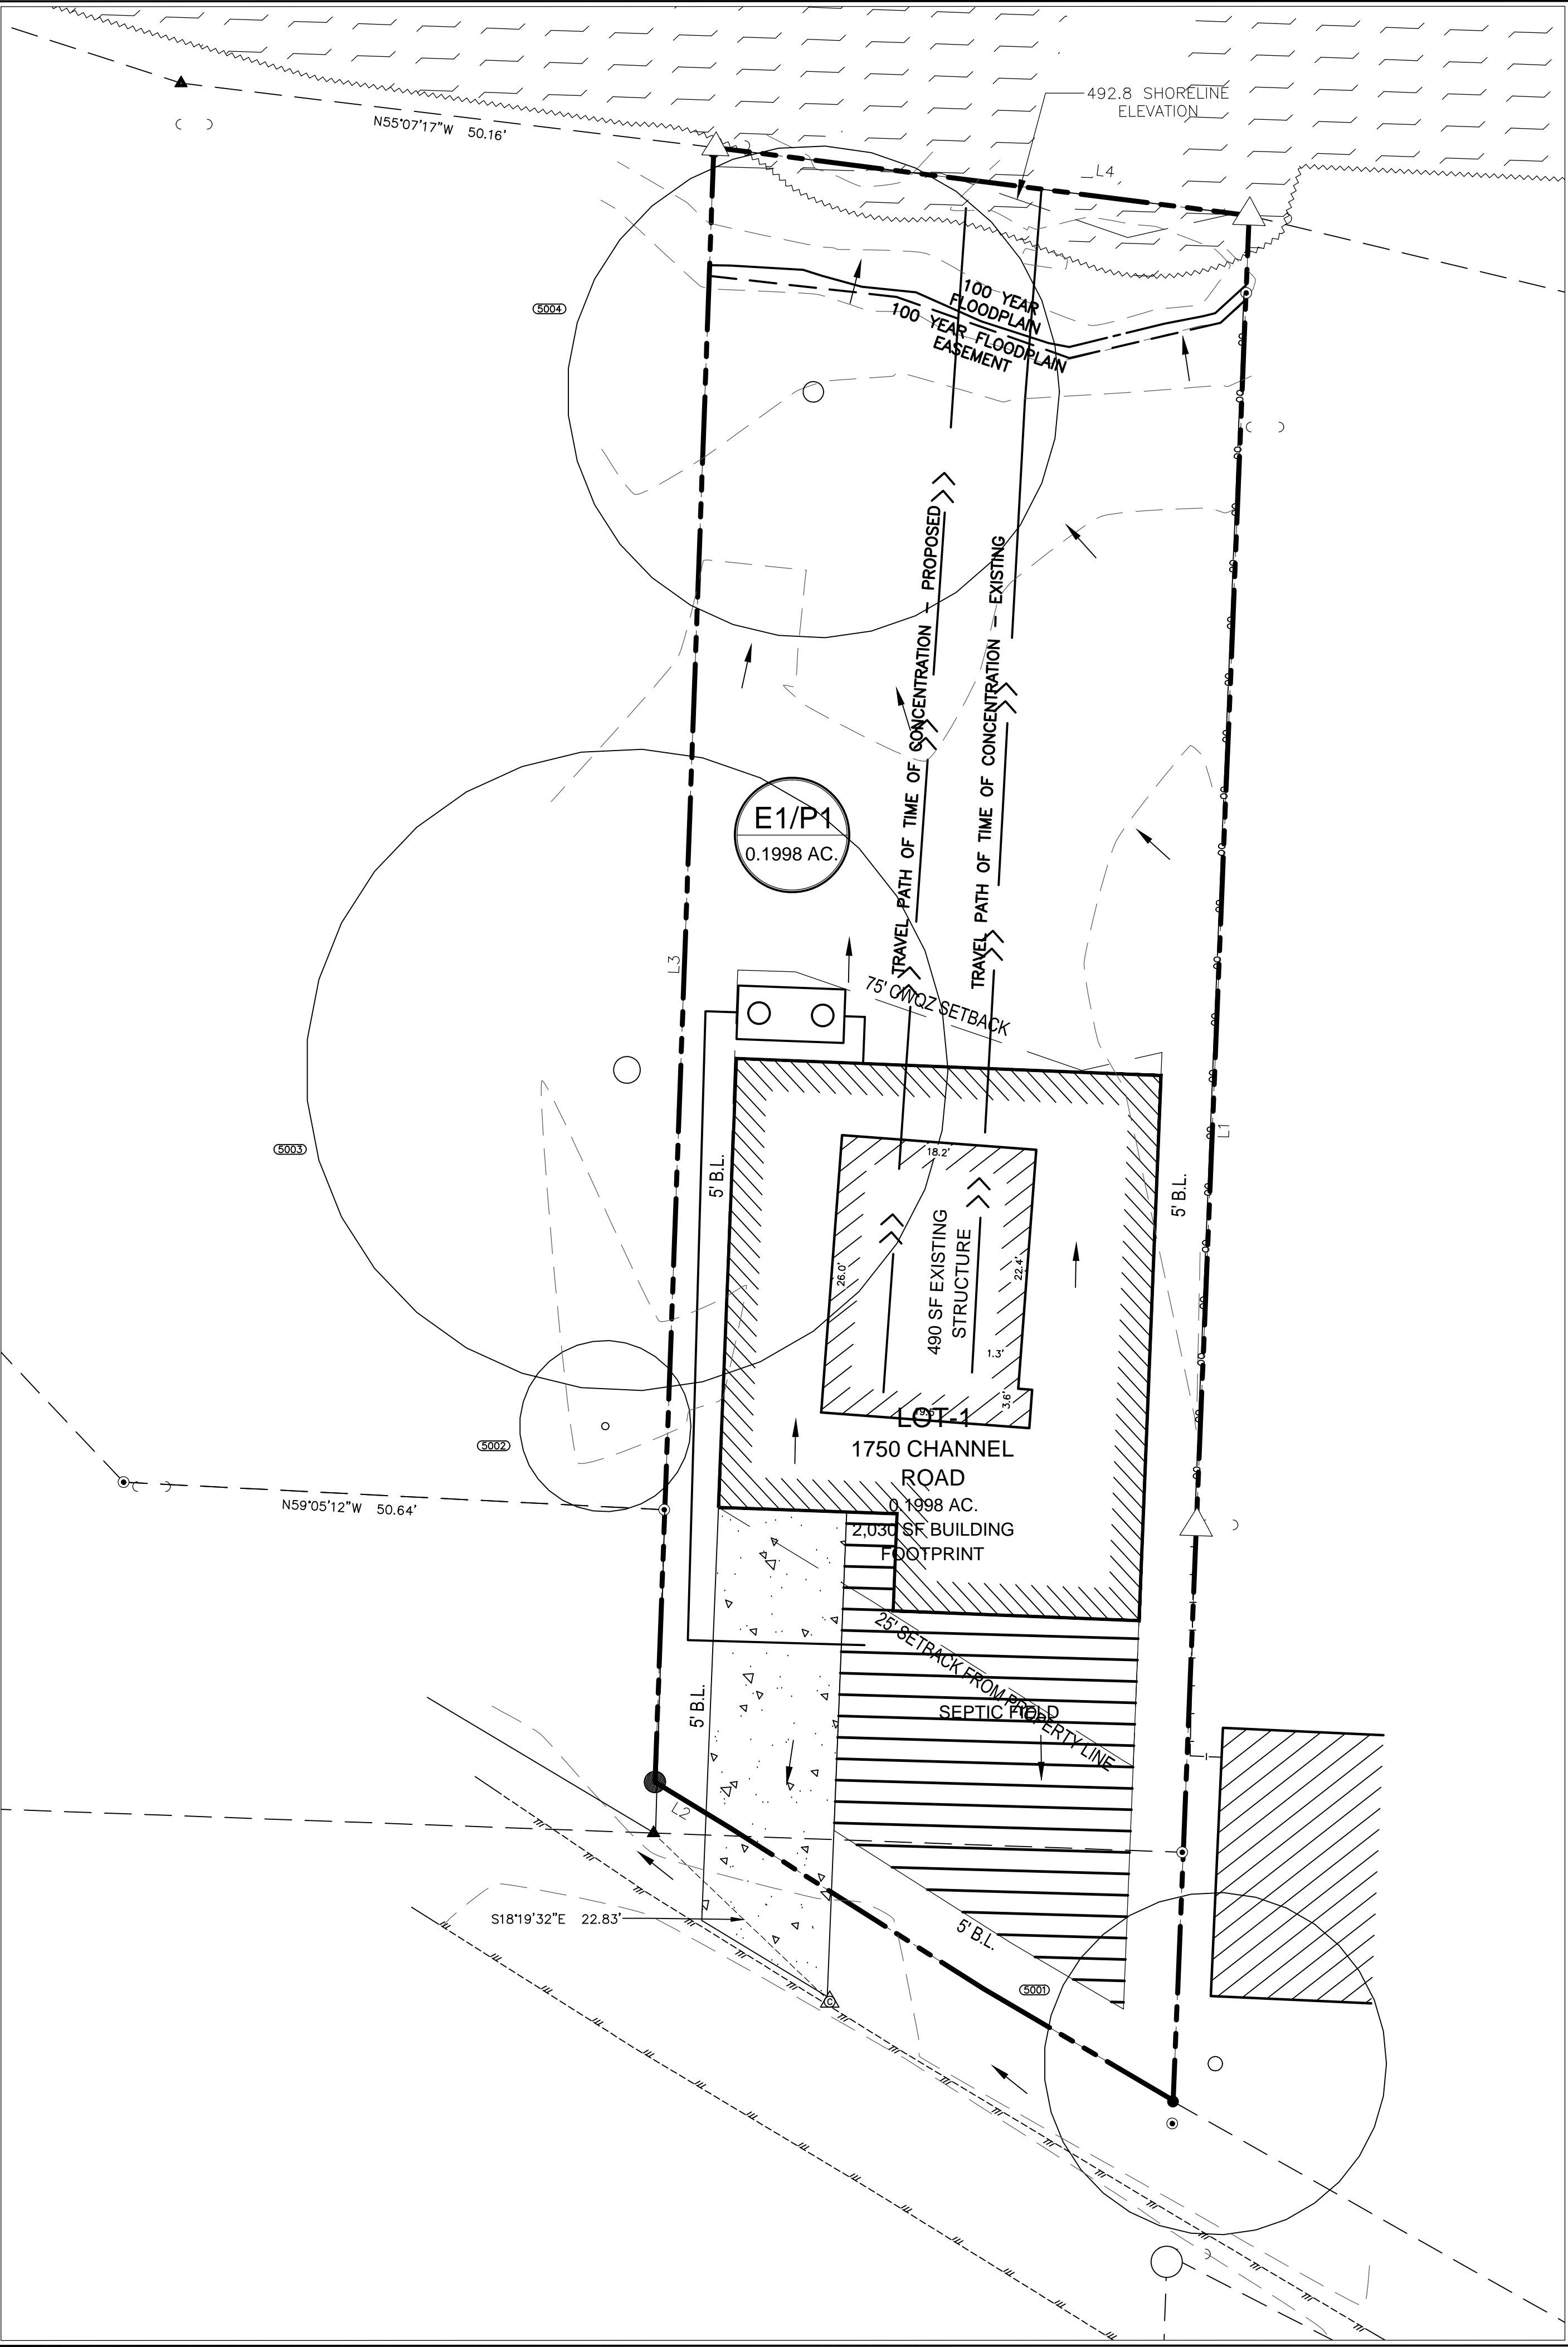 492.8 SHORELINE
ELEVATION
N55°07'17"W 50.16'
L4
100 YEAR
FLOODPLAIN
100 YEAR FLOODPLAIN
EASEMENT
5004
TRAVEL PATH OF TIME OF CONCENTRATION - PROPOSED
TRAVEL PATH OF TIME OF CONCENTRATION - EXISTING
E1/P1
0.1998 AC.
L3
75' CWQZ SETBACK
5003
L1
5' B.L.
5' B.L.
18.2'
26.0'
490 SF EXISTING
STRUCTURE
22.4'
1.3'
3.6'
LOT-1
1750 CHANNEL
ROAD
0.1998 AC.
2,030 SF BUILDING
FOOTPRINT
5002
N59°05'12"W 50.64'
25' SETBACK FROM PROPERTY LINE
SEPTIC FIELD
5' B.L.
L2
S18°19'32"E 22.83'
5' B.L.
5001
C